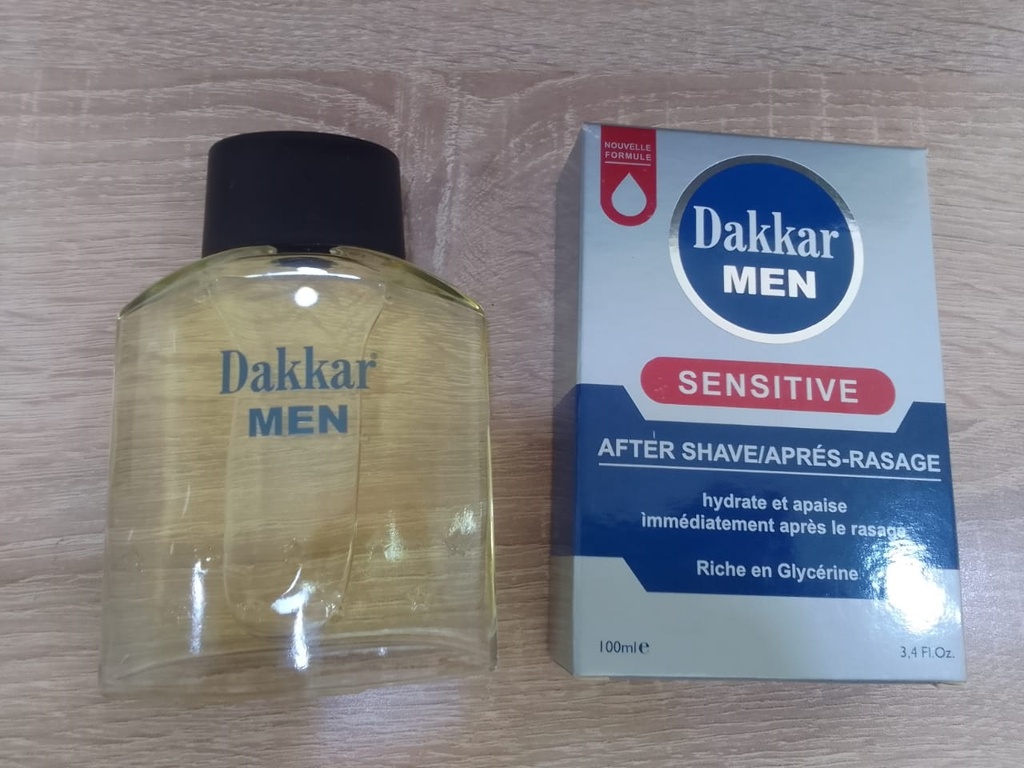 Dakkar®
MEN
NOUVELLE
FORMULE
Dakkar
MEN
SENSITIVE
AFTER SHAVE/APRÉS-RASAGE
hydrate et apaise
immédiatement après le rasage
Riche en Glycérine
100ml℮
3,4 Fl.Oz.